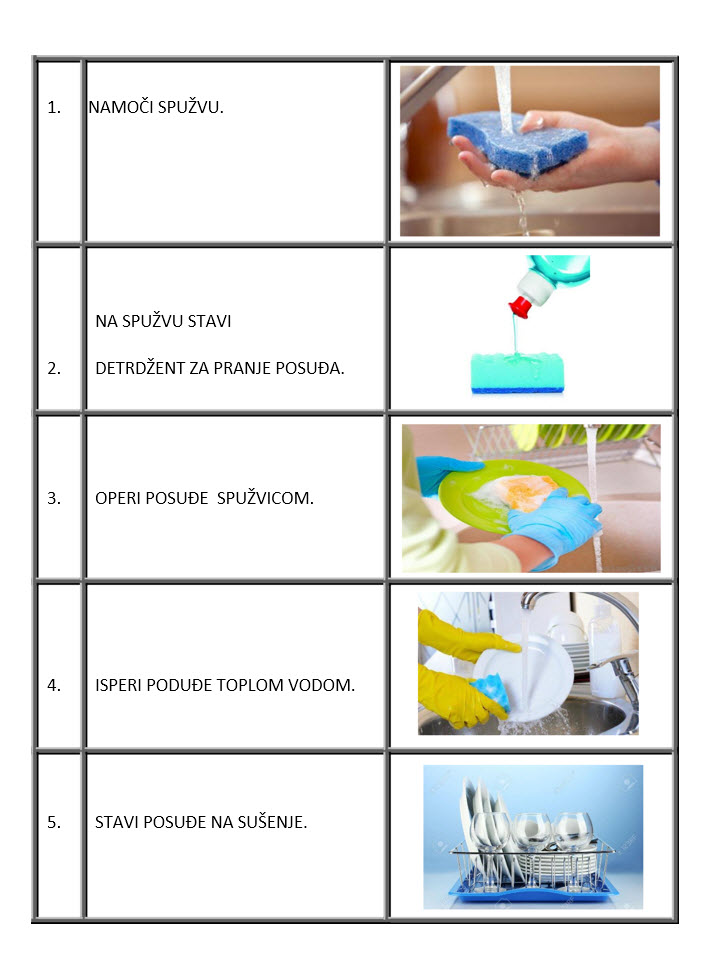 1. NAMOČI SPUŽVU.
NA SPUŽVU STAVI
2. DETRDŽENT ZA PRANJE POSUĐA.
3. OPERI POSUĐE SPUŽVICOM.
4. ISPERI PODUĐE TOPLOM VODOM.
5. STAVI POSUĐE NA SUŠENJE.